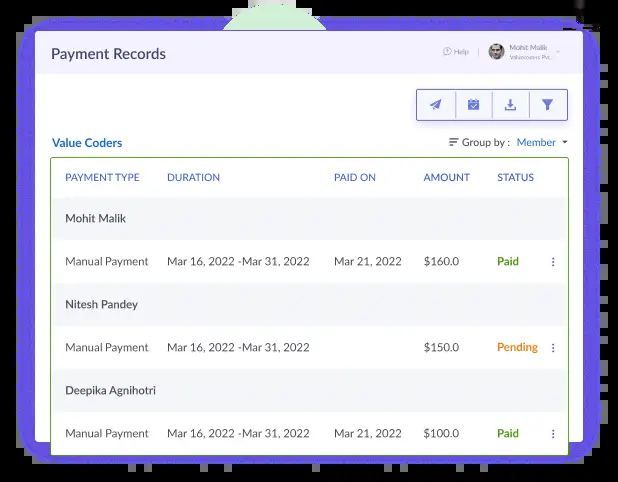 Payment Records
Help
Mohit Malik
Valuecoders Pvt..
Value Coders
Group by : Member
PAYMENT TYPE DURATION PAID ON AMOUNT STATUS
Mohit Malik
Manual Payment Mar 16, 2022 -Mar 31, 2022 Mar 21, 2022 $160.0 Paid
Nitesh Pandey
Manual Payment Mar 16, 2022 -Mar 31, 2022 $150.0 Pending
Deepika Agnihotri
Manual Payment Mar 16, 2022 -Mar 31, 2022 Mar 21, 2022 $100.0 Paid